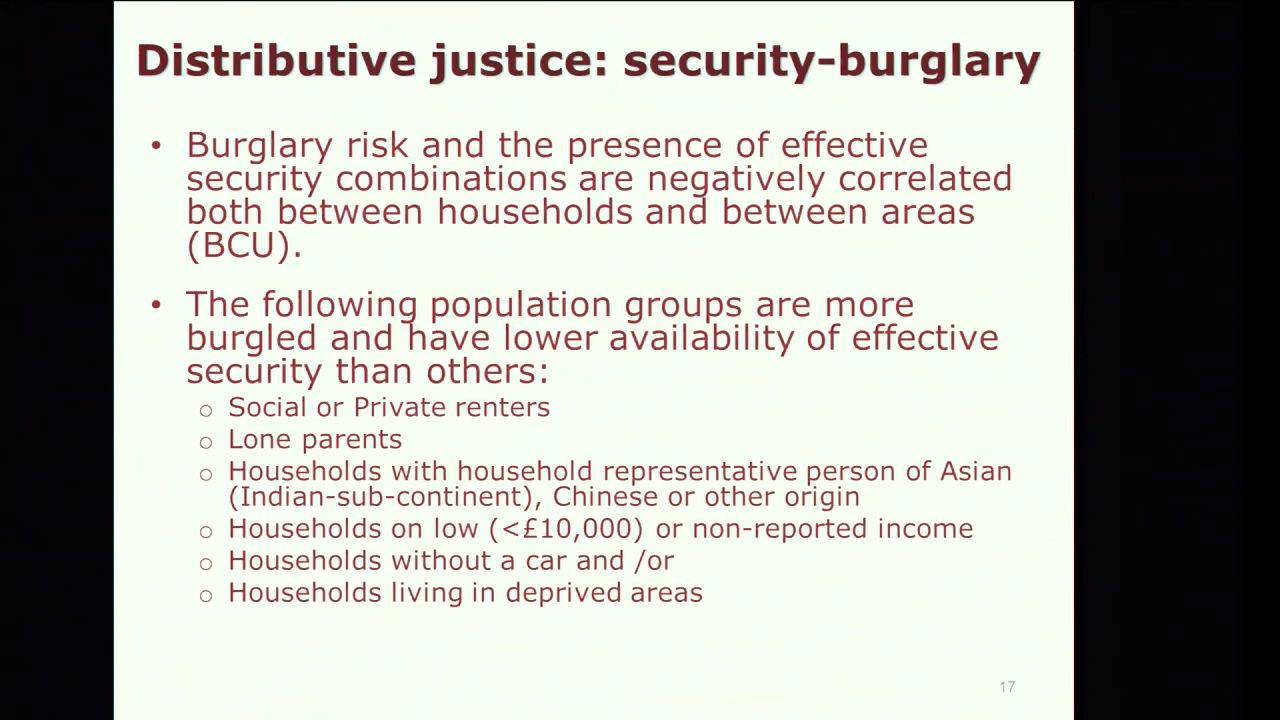 Distributive justice: security-burglary
• Burglary risk and the presence of effective
security combinations are negatively correlated
both between households and between areas
(BCU).
• The following population groups are more
burgled and have lower availability of effective
security than others:
o Social or Private renters
o Lone parents
o Households with household representative person of Asian
(Indian-sub-continent), Chinese or other origin
o Households on low (<£10,000) or non-reported income
o Households without a car and /or
o Households living in deprived areas
17